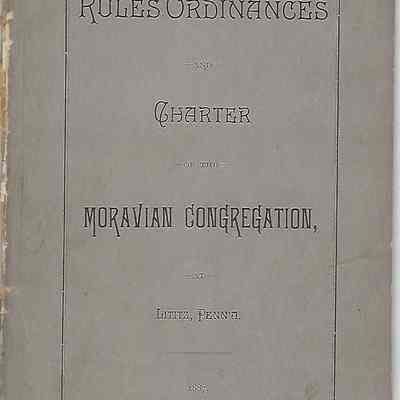 RULES ORDINANCES
—AND—
CHARTER
—OF THE—
MORAVIAN CONGREGATION,
—AT—
LITITZ, PENN'A.